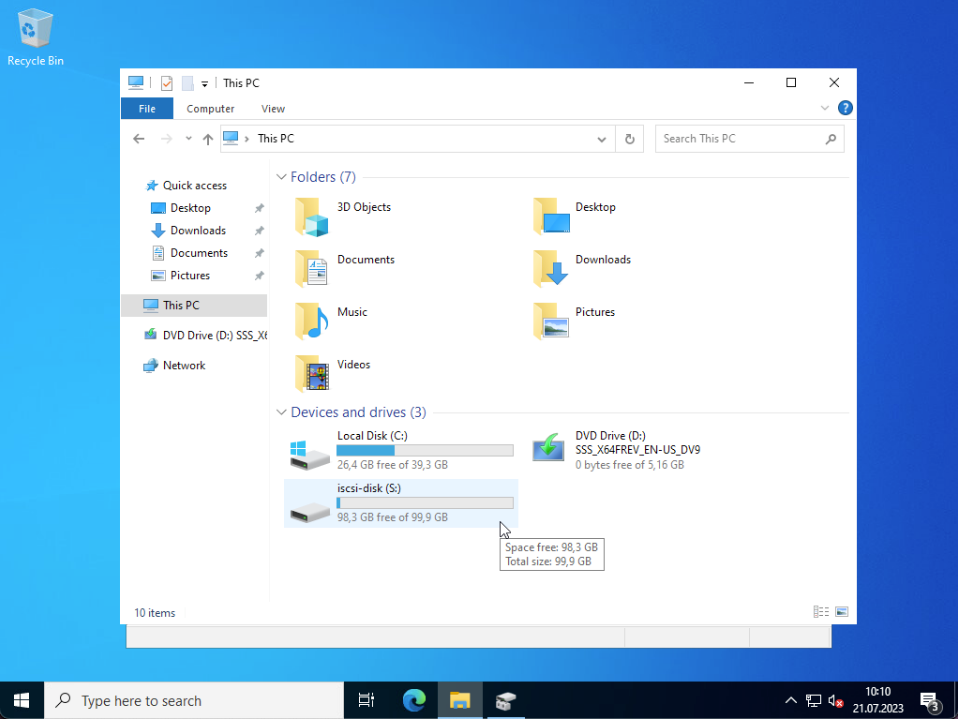 Recycle Bin
This PC
File
Computer
View
?
This PC
Search This PC
Quick access
Desktop
Downloads
Documents
Pictures
This PC
DVD Drive (D:) SSS_X6
Network
Folders (7)
3D Objects
Desktop
Documents
Downloads
Music
Pictures
Videos
Devices and drives (3)
Local Disk (C:)
26,4 GB free of 39,3 GB
DVD Drive (D:)
SSS_X64FREV_EN-US_DV9
0 bytes free of 5,16 GB
iscsi-disk (S:)
98,3 GB free of 99,9 GB
Space free: 98,3 GB
Total size: 99,9 GB
10 items
Type here to search
10:10
21.07.2023
3